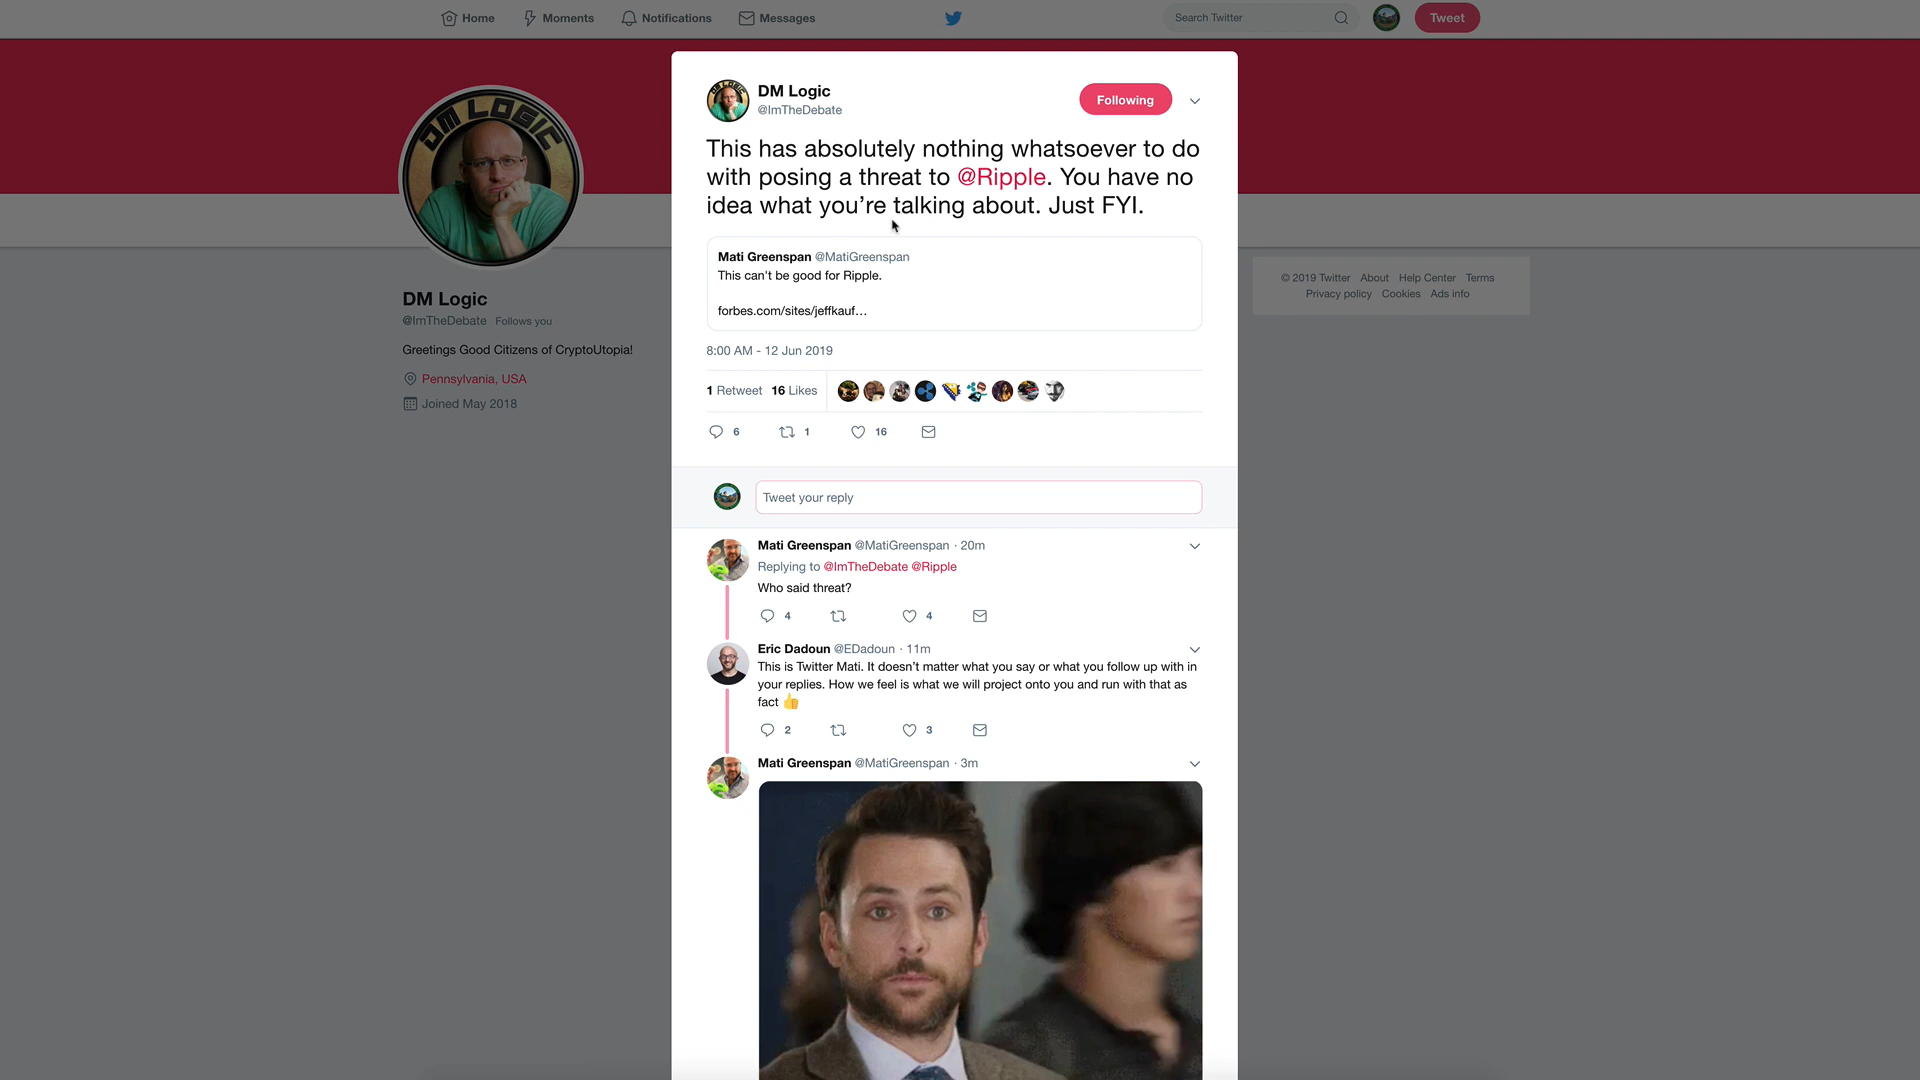 Home Moments Notifications Messages Search Twitter Tweet
DM LOGIC
DM Logic
@ImTheDebate Follows you
Greetings Good Citizens of CryptoUtopia!
Pennsylvania, USA
Joined May 2018
DM Logic
@ImTheDebate
Following
This has absolutely nothing whatsoever to do
with posing a threat to @Ripple. You have no
idea what you’re talking about. Just FYI.
Mati Greenspan @MatiGreenspan
This can't be good for Ripple.
forbes.com/sites/jeffkauf…
8:00 AM - 12 Jun 2019
1 Retweet 16 Likes
6 1 16
Tweet your reply
Mati Greenspan @MatiGreenspan · 20m
Replying to @ImTheDebate @Ripple
Who said threat?
4 4
Eric Dadoun @EDadoun · 11m
This is Twitter Mati. It doesn’t matter what you say or what you follow up with in
your replies. How we feel is what we will project onto you and run with that as
fact 👍
2 3
Mati Greenspan @MatiGreenspan · 3m
© 2019 Twitter About Help Center Terms
Privacy policy Cookies Ads info